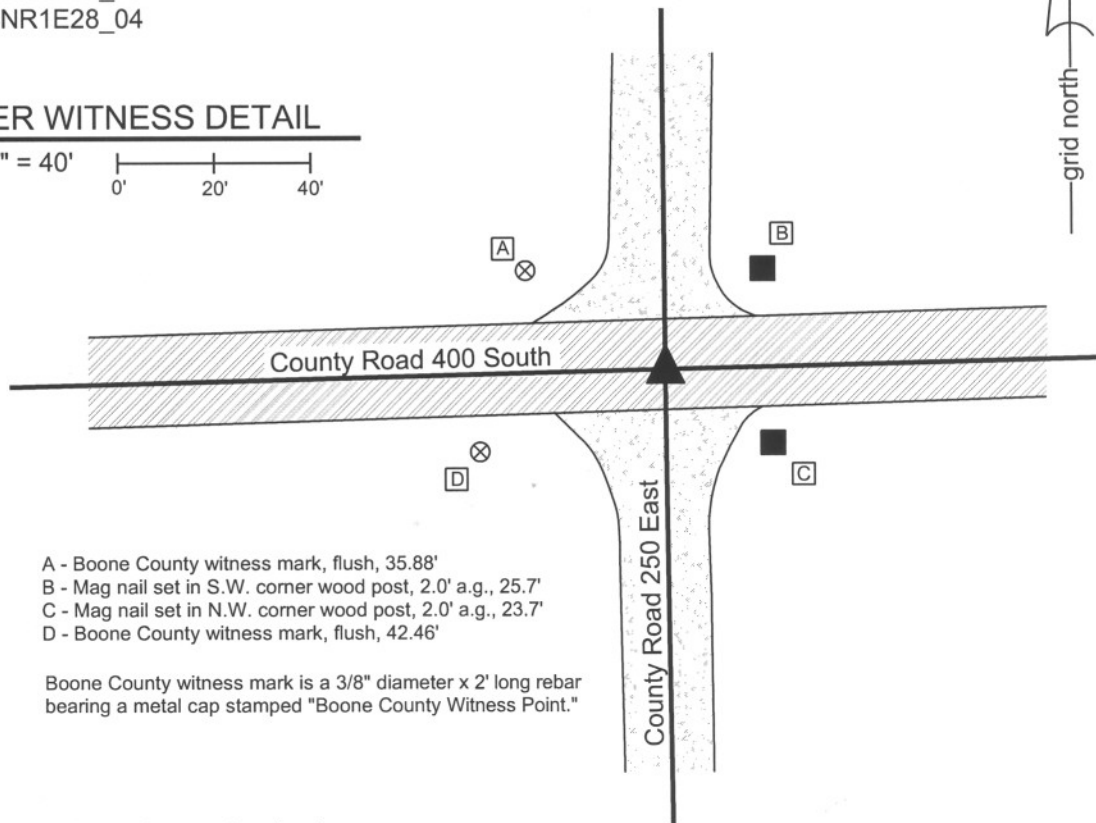 NR1E28_04
ER WITNESS DETAIL
" = 40'
0' 20' 40'
grid north
A
B
County Road 400 South
D
C
County Road 250 East
A - Boone County witness mark, flush, 35.88'
B - Mag nail set in S.W. corner wood post, 2.0' a.g., 25.7'
C - Mag nail set in N.W. corner wood post, 2.0' a.g., 23.7'
D - Boone County witness mark, flush, 42.46'
Boone County witness mark is a 3/8" diameter x 2' long rebar
bearing a metal cap stamped "Boone County Witness Point."